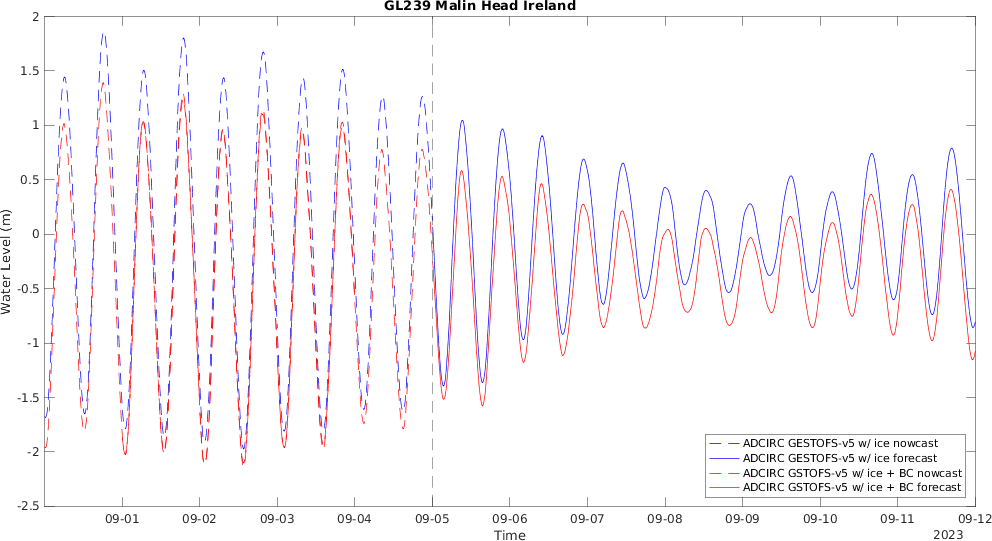 GL239 Malin Head Ireland
2
1.5
1
0.5
0
-0.5
-1
-1.5
-2
-2.5
Water Level (m)
ADCIRC GESTOFS-v5 w/ ice nowcast
ADCIRC GESTOFS-v5 w/ ice forecast
ADCIRC GSTOFS-v5 w/ ice + BC nowcast
ADCIRC GSTOFS-v5 w/ ice + BC forecast
09-01 09-02 09-03 09-04 09-05 09-06 09-07 09-08 09-09 09-10 09-11 09-12
Time
2023